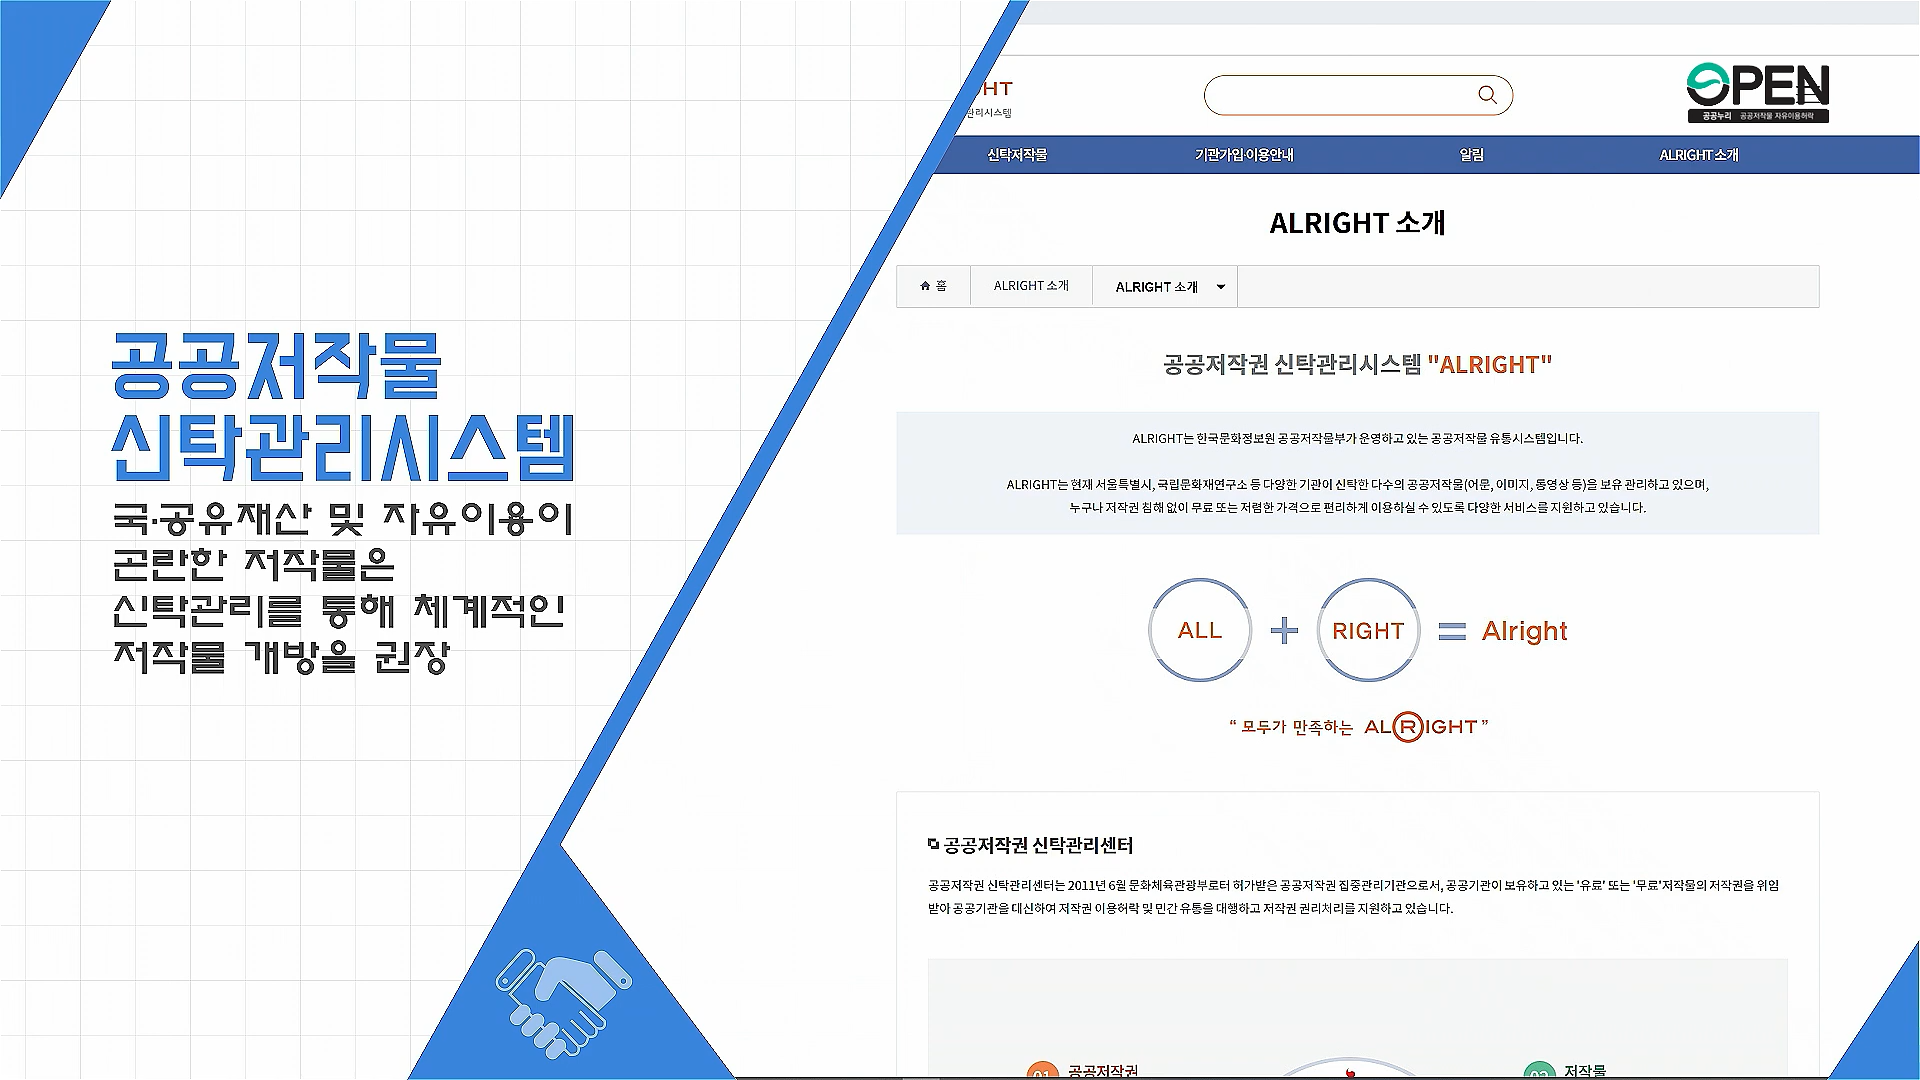 공공저작물
신탁관리시스템
국·공유재산 및 자유이용이
곤란한 저작물은
신탁관리를 통해 체계적인
저작물 개방을 권장
HT
관리시스템
OPEN
공공누리 공공저작물 자유이용허락
신탁저작물 기관가입·이용안내 알림 ALRIGHT 소개
ALRIGHT 소개
홈 ALRIGHT 소개 ALRIGHT 소개
공공저작권 신탁관리시스템 "ALRIGHT"
ALRIGHT는 한국문화정보원 공공저작물부가 운영하고 있는 공공저작물 유통시스템입니다.
ALRIGHT는 현재 서울특별시, 국립문화재연구소 등 다양한 기관이 신탁한 다수의 공공저작물(어문, 이미지, 동영상 등)을 보유 관리하고 있으며,
누구나 저작권 침해 없이 무료 또는 저렴한 가격으로 편리하게 이용하실 수 있도록 다양한 서비스를 지원하고 있습니다.
ALL + RIGHT = Alright
“ 모두가 만족하는 ALRIGHT ”
공공저작권 신탁관리센터
공공저작권 신탁관리센터는 2011년 6월 문화체육관광부로부터 허가받은 공공저작권 집중관리기관으로서, 공공기관이 보유하고 있는 '유료' 또는 '무료'저작물의 저작권을 위임
받아 공공기관을 대신하여 저작권 이용허락 및 민간 유통을 대행하고 저작권 권리처리를 지원하고 있습니다.
01 공공저작권 02 저작물